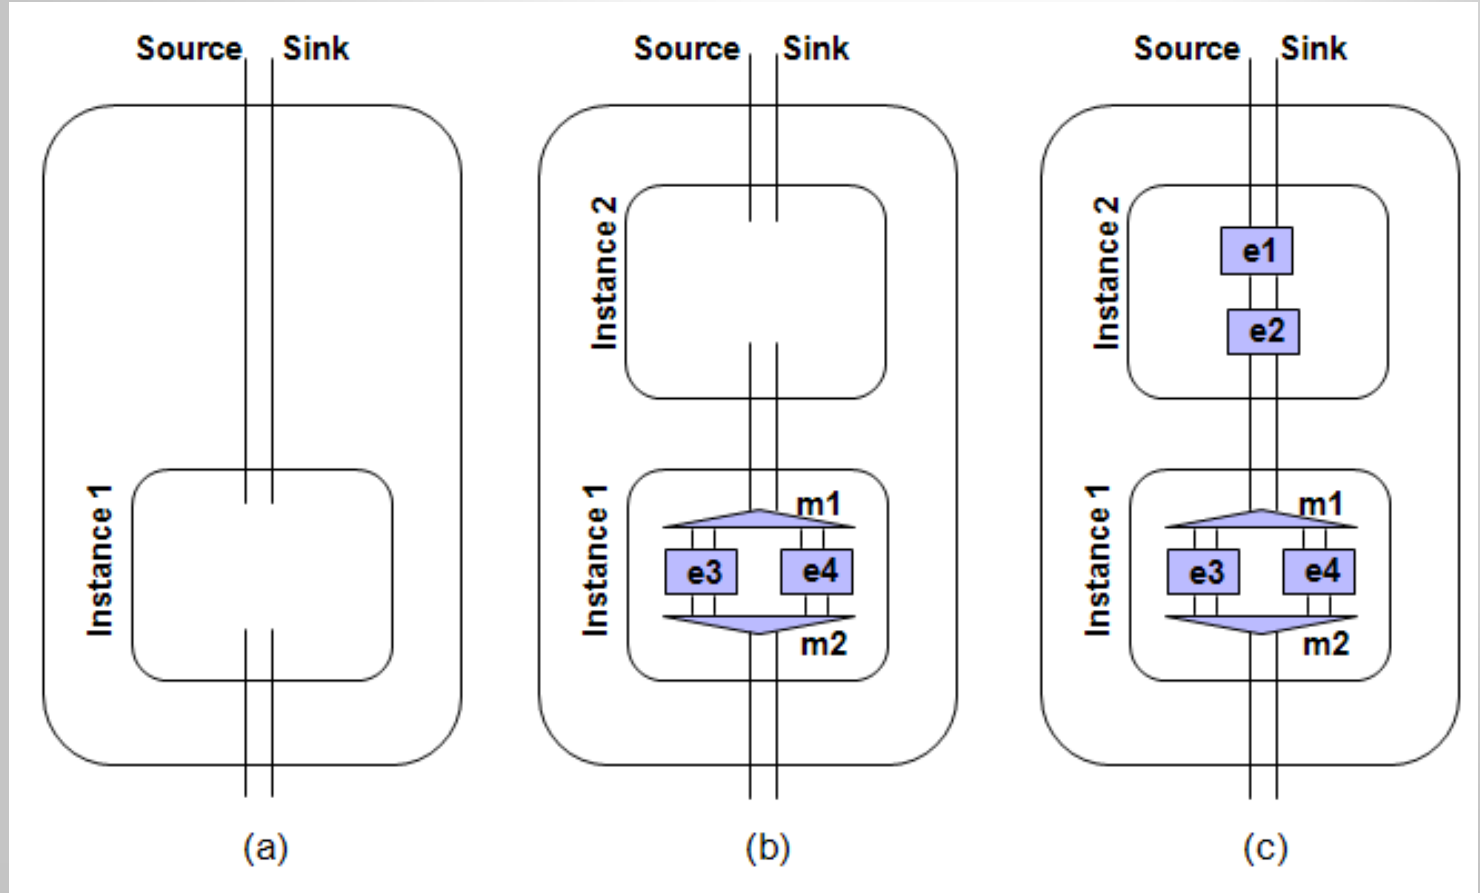 Source Sink
Instance 1
(a)
Source Sink
Instance 2
Instance 1
m1
e3 e4
m2
(b)
Source Sink
Instance 2
e1
e2
Instance 1
m1
e3 e4
m2
(c)